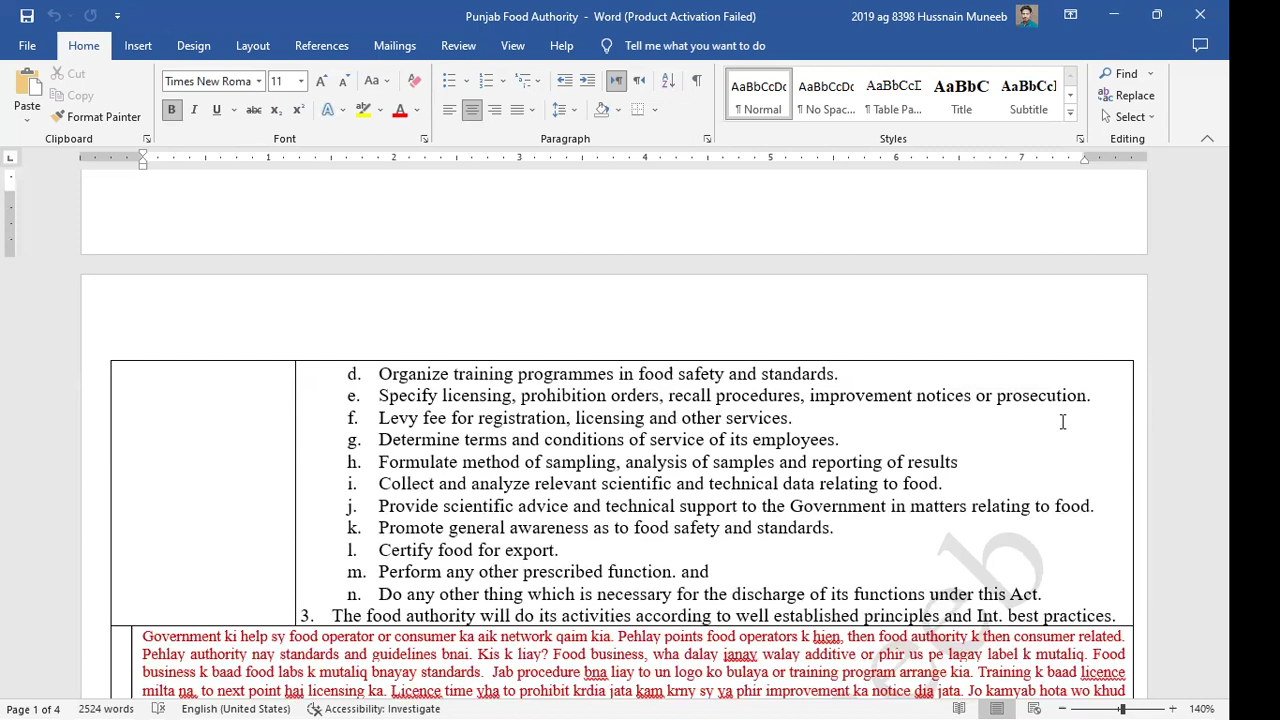 Punjab Food Authority - Word (Product Activation Failed)
2019 ag 8398 Hussnain Muneeb
File Home Insert Design Layout References Mailings Review View Help Tell me what you want to do
Paste
Cut
Copy
Format Painter
Clipboard
Times New Roma 11
Font
Paragraph
AaBbCcDc AaBbCcDc AaBbCcD AaBbC AaBbCcl
¶ Normal ¶ No Spac... ¶ Table Pa... Title Subtitle
Styles
Find
Replace
Select
Editing
1 2 3 4 5 6 7
d. Organize training programmes in food safety and standards.
e. Specify licensing, prohibition orders, recall procedures, improvement notices or prosecution.
f. Levy fee for registration, licensing and other services.
g. Determine terms and conditions of service of its employees.
h. Formulate method of sampling, analysis of samples and reporting of results
i. Collect and analyze relevant scientific and technical data relating to food.
j. Provide scientific advice and technical support to the Government in matters relating to food.
k. Promote general awareness as to food safety and standards.
l. Certify food for export.
m. Perform any other prescribed function. and
n. Do any other thing which is necessary for the discharge of its functions under this Act.
3. The food authority will do its activities according to well established principles and Int. best practices.
Government ki help sy food operator or consumer ka aik network qaim kia. Pehlay points food operators k hien, then food authority k then consumer related.
Pehlay authority nay standards and guidelines bnai. Kis k liay? Food business, wha dalay janay walay additive or phir us pe lagay label k mutaliq. Food
business k baad food labs k mutaliq bnayay standards. Jab procedure bna liay to un logo ko bulaya or training program arrange kia. Training k baad licence
milta na, to next point hai licensing ka. Licence time yha to prohibit krdia jata kam krny sy ya phir improvement ka notice dia jata. Jo kamyab hota wo khud
Page 1 of 4 2524 words English (United States) Accessibility: Investigate 140%